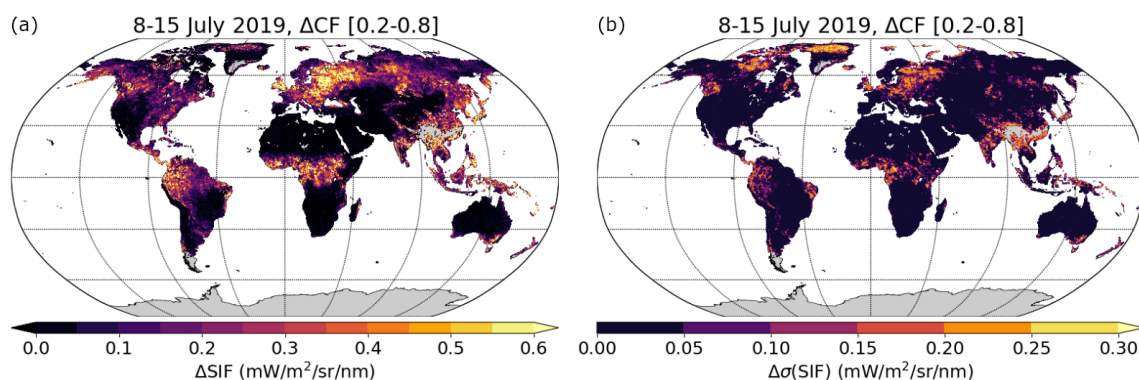 (a)
8-15 July 2019, ΔCF [0.2-0.8]
0.0 0.1 0.2 0.3 0.4 0.5 0.6
ΔSIF (mW/m²/sr/nm)
(b)
8-15 July 2019, ΔCF [0.2-0.8]
0.00 0.05 0.10 0.15 0.20 0.25 0.30
Δσ(SIF) (mW/m²/sr/nm)